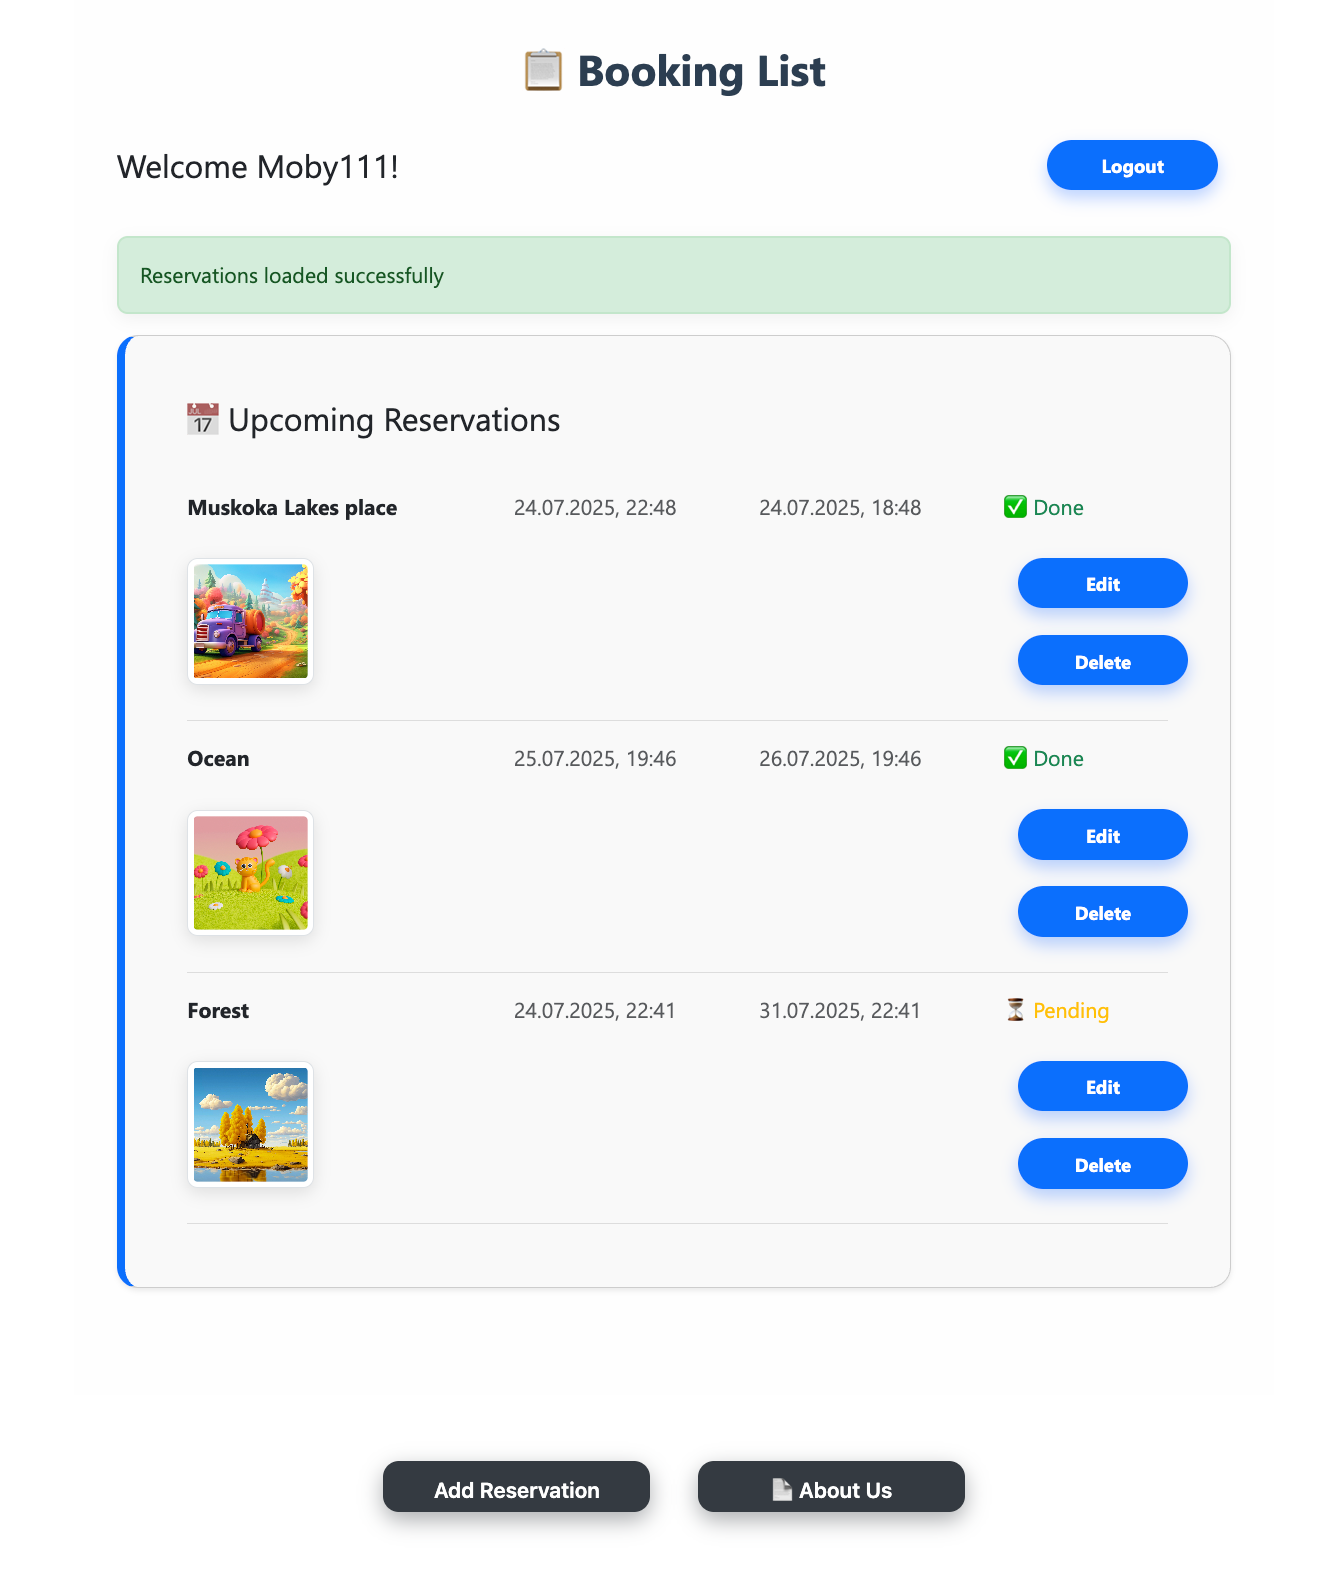 📋 Booking List
Welcome Moby111!
Logout
Reservations loaded successfully
📅 Upcoming Reservations
Muskoka Lakes place 24.07.2025, 22:48 24.07.2025, 18:48 ✅ Done
Edit
Delete
Ocean 25.07.2025, 19:46 26.07.2025, 19:46 ✅ Done
Edit
Delete
Forest 24.07.2025, 22:41 31.07.2025, 22:41 ⏳ Pending
Edit
Delete
Add Reservation
📄 About Us